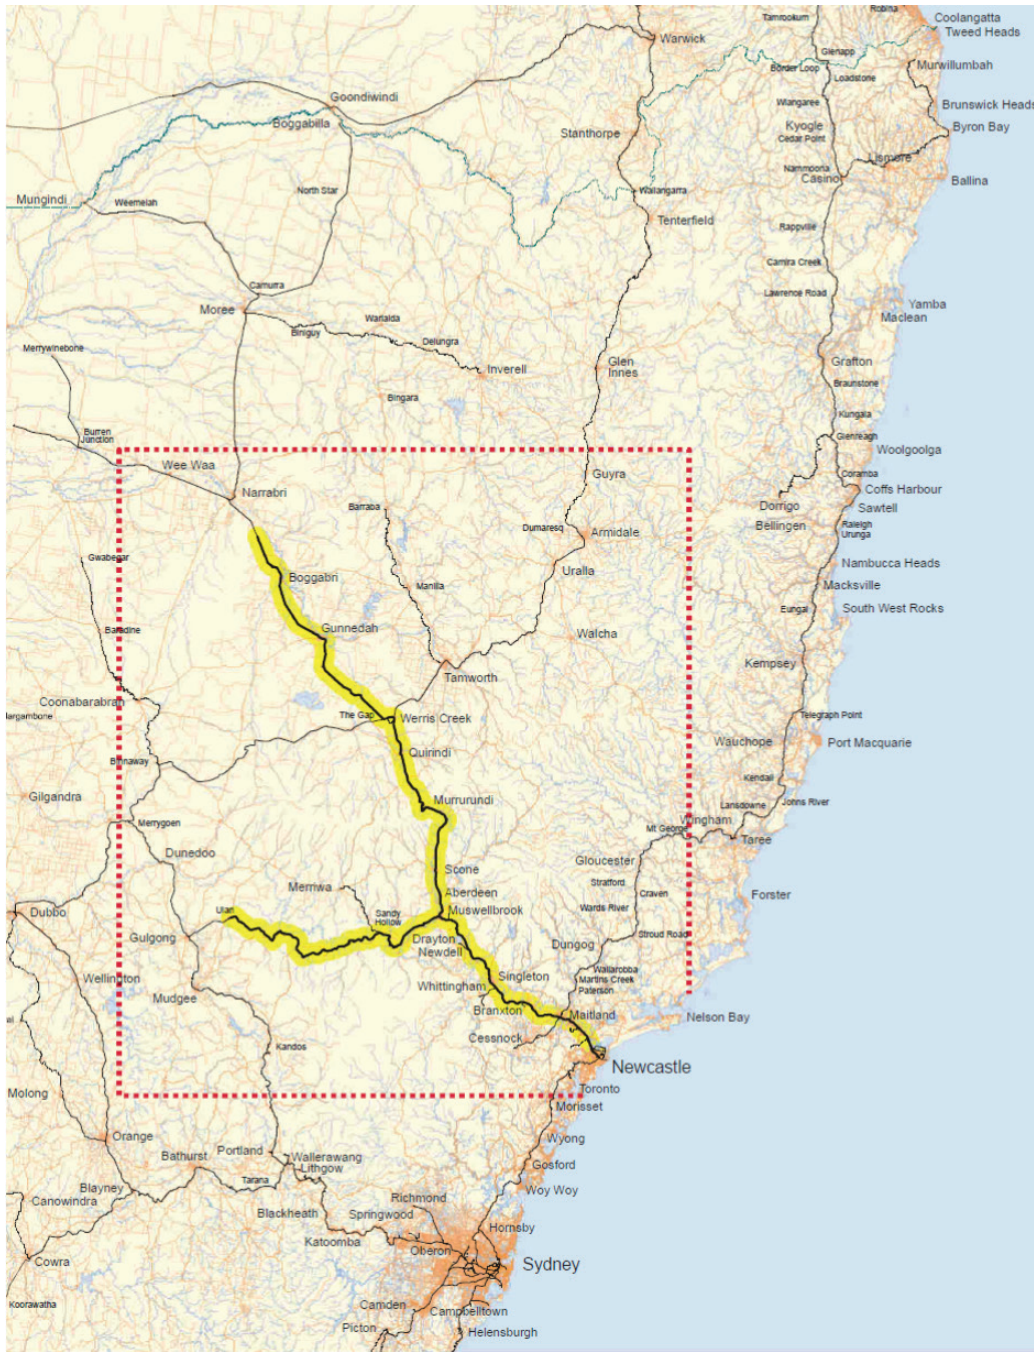 Robina
Tamrookum
Coolangatta
Tweed Heads
Warwick
Glenapp
Border Loop
Loadstone
Murwillumbah
Goondiwindi
Wiangaree
Brunswick Heads
Boggabilla
Stanthorpe
Kyogle
Cedar Point
Byron Bay
Lismore
Nammoona
Casino
Ballina
North Star
Wallangarra
Mungindi
Weemelah
Tenterfield
Rappville
Camira Creek
Camurra
Lawrence Road
Yamba
Maclean
Moree
Warialda
Biniguy
Delungra
Merrywinebone
Inverell
Glen
Innes
Grafton
Braunstone
Bingara
Kungala
Burren
Junction
Glenreagh
Woolgoolga
Wee Waa
Guyra
Coramba
Narrabri
Coffs Harbour
Barraba
Dorrigo
Sawtell
Dumaresq
Armidale
Bellingen
Raleigh
Urunga
Gwabegar
Uralla
Nambucca Heads
Boggabri
Manilla
Macksville
Eungai
South West Rocks
Baradine
Gunnedah
Walcha
Kempsey
Tamworth
Coonabarabran
Telegraph Point
The Gap
Werris Creek
Wauchope
Port Macquarie
Quirindi
Binnaway
Kendall
Gilgandra
Murrurundi
Lansdowne
Johns River
Merrygoen
Wingham
Mt George
Taree
Dunedoo
Gloucester
Scone
Stratford
Merriwa
Aberdeen
Craven
Forster
Ulan
Sandy
Hollow
Muswellbrook
Wards River
Dubbo
Gulgong
Drayton
Newdell
Dungog
Stroud Road
Wellington
Singleton
Wallarobba
Martins Creek
Paterson
Whittingham
Mudgee
Branxton
Maitland
Nelson Bay
Cessnock
Kandos
Newcastle
Molong
Toronto
Morisset
Orange
Wyong
Bathurst
Portland
Wallerawang
Lithgow
Gosford
Tarana
Blayney
Woy Woy
Canowindra
Richmond
Blackheath
Springwood
Hornsby
Katoomba
Oberon
Cowra
Sydney
Koorawatha
Camden
Campbelltown
Picton
Helensburgh